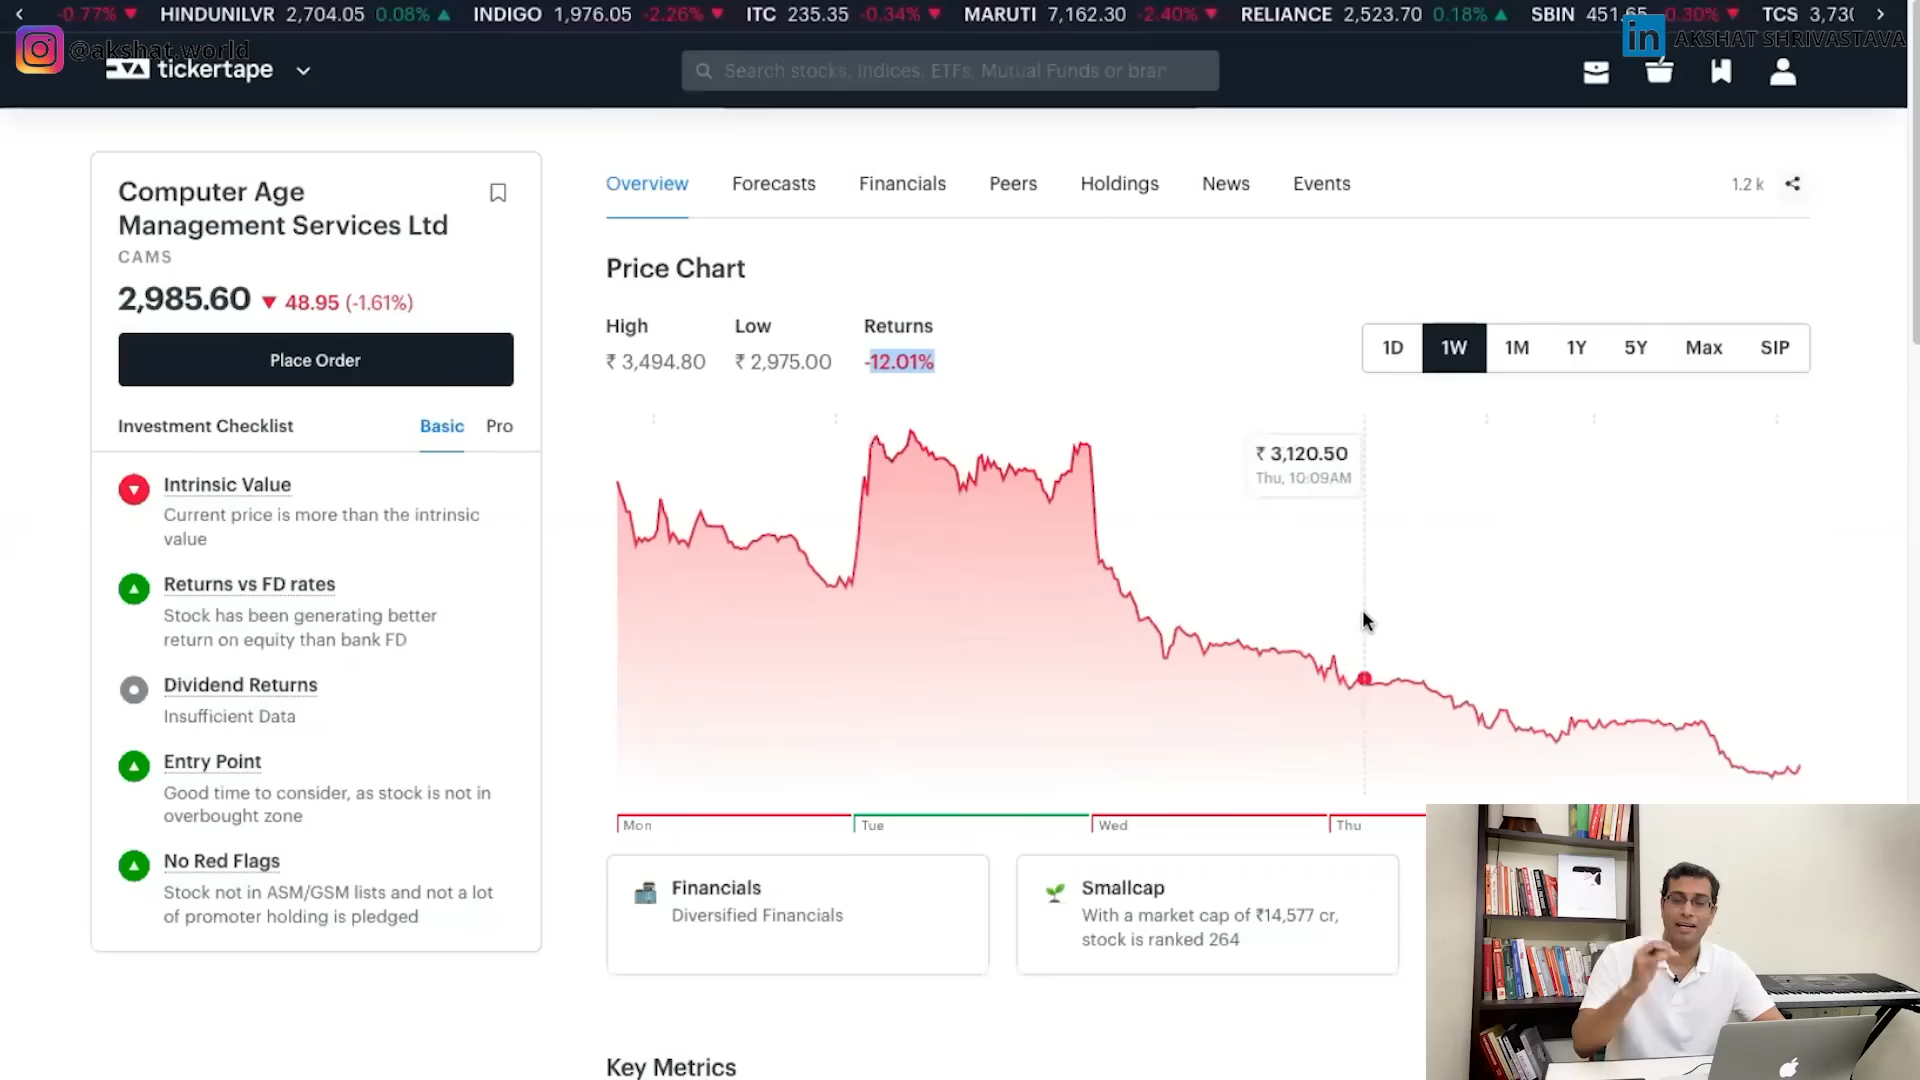 -0.77% ▼ HINDUNILVR 2,704.05 0.08% ▲ INDIGO 1,976.05 -2.26% ▼ ITC 235.35 -0.34% ▼ MARUTI 7,162.30 -2.40% ▼ RELIANCE 2,523.70 0.18% ▲ SBIN 451.65 -0.30% ▼ TCS
@akshat.world
in AKSHAT SHRIVASTAVA
tickertape
Search stocks, Indices, ETFs, Mutual Funds or brar
Computer Age
Management Services Ltd
CAMS
2,985.60 ▼ 48.95 (-1.61%)
Place Order
Investment Checklist Basic Pro
Intrinsic Value
Current price is more than the intrinsic
value
Returns vs FD rates
Stock has been generating better
return on equity than bank FD
Dividend Returns
Insufficient Data
Entry Point
Good time to consider, as stock is not in
overbought zone
No Red Flags
Stock not in ASM/GSM lists and not a lot
of promoter holding is pledged
Overview Forecasts Financials Peers Holdings News Events
1.2 k
Price Chart
High Low Returns
₹ 3,494.80 ₹ 2,975.00 -12.01%
1D 1W 1M 1Y 5Y Max SIP
₹ 3,120.50
Thu, 10:09AM
Mon Tue Wed Thu
Financials
Diversified Financials
Smallcap
With a market cap of ₹14,577 cr,
stock is ranked 264
Key Metrics